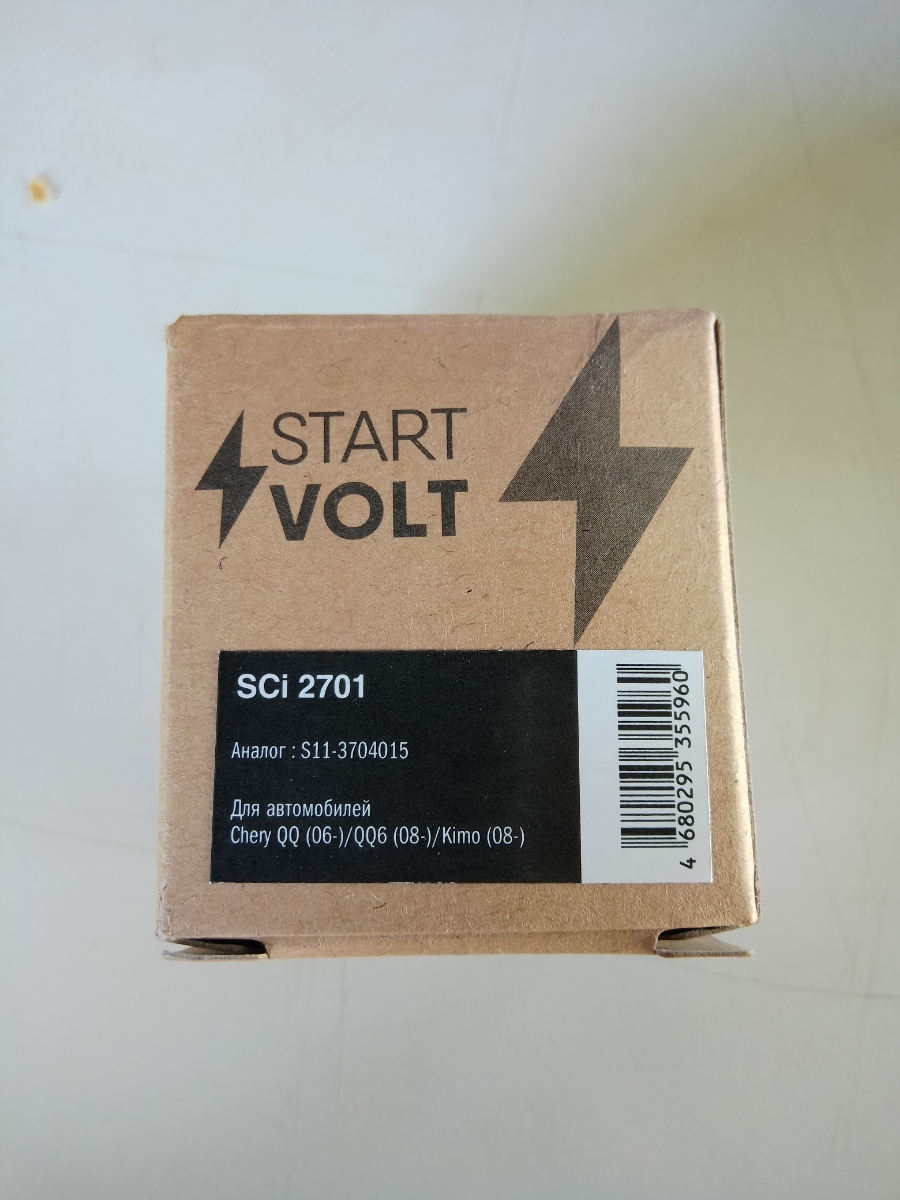 START
VOLT
SCi 2701
Аналог : S11-3704015
Для автомобилей
Chery QQ (06-)/QQ6 (08-)/Kimo (08-)
4 680295 355960